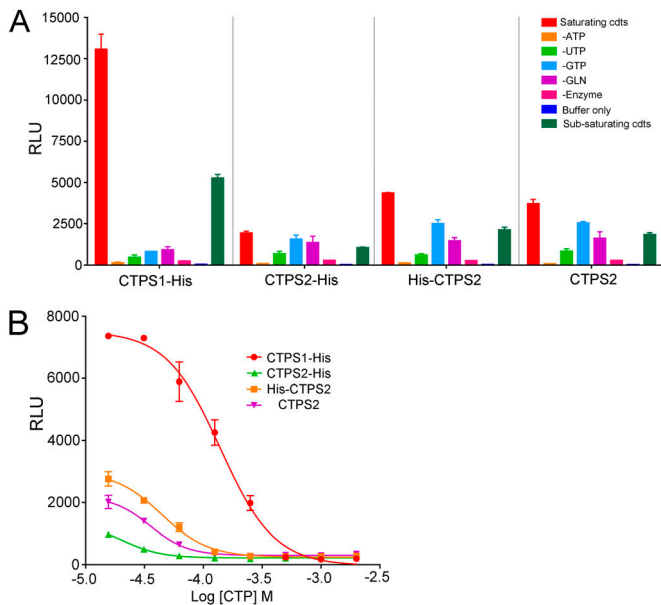 A
15000
12500
10000
7500
5000
2500
0
RLU
Saturating cdts
-ATP
-UTP
-GTP
-GLN
-Enzyme
Buffer only
Sub-saturating cdts
CTPS1-His CTPS2-His His-CTPS2 CTPS2
B
8000
6000
4000
2000
0
RLU
CTPS1-His
CTPS2-His
His-CTPS2
CTPS2
-5.0 -4.5 -4.0 -3.5 -3.0 -2.5
Log [CTP] M